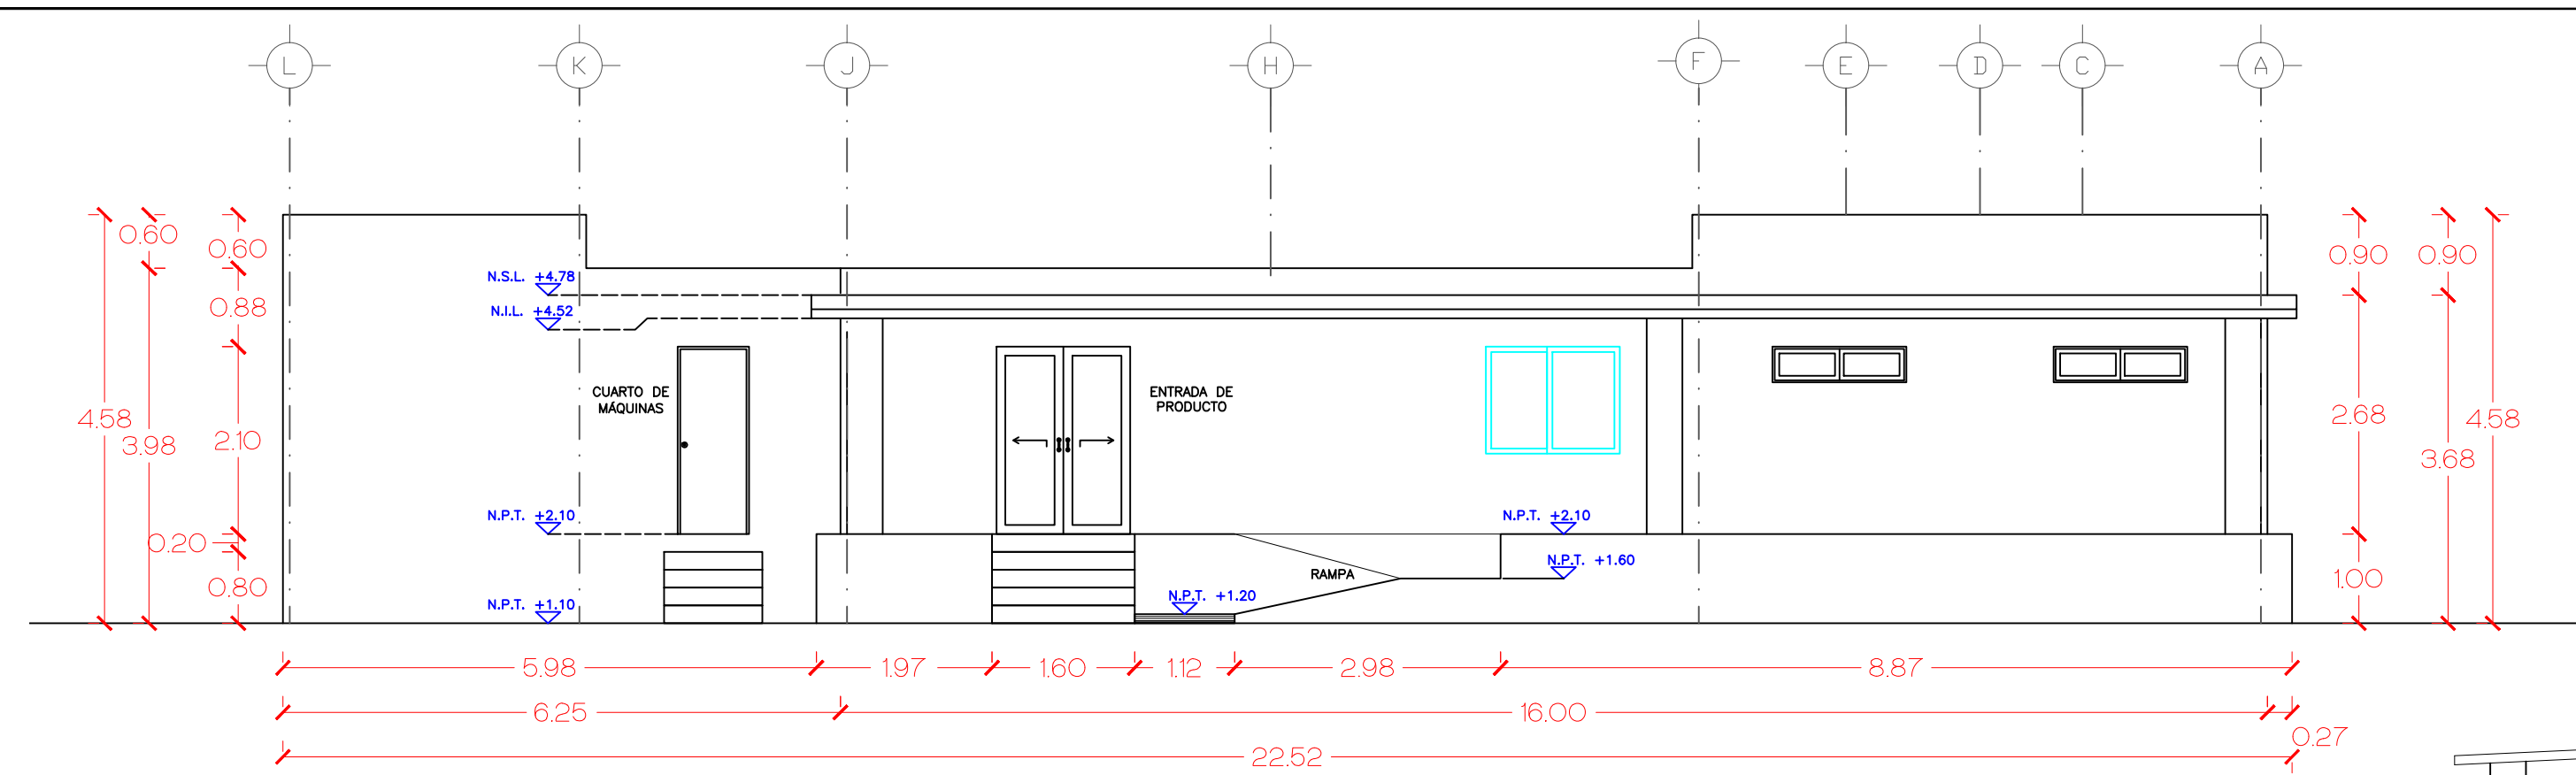 L
K
J
H
F
E
D
C
A
0.60
0.60
0.90
0.90
N.S.L. +4.78
0.88
N.I.L. +4.52
CUARTO DE
MÁQUINAS
ENTRADA DE
PRODUCTO
4.58
3.98
2.10
2.68
4.58
3.68
N.P.T. +2.10
N.P.T. +2.10
0.20
N.P.T. +1.60
RAMPA
0.80
1.00
N.P.T. +1.10
N.P.T. +1.20
5.98
1.97
1.60
1.12
2.98
8.87
6.25
16.00
0.27
22.52